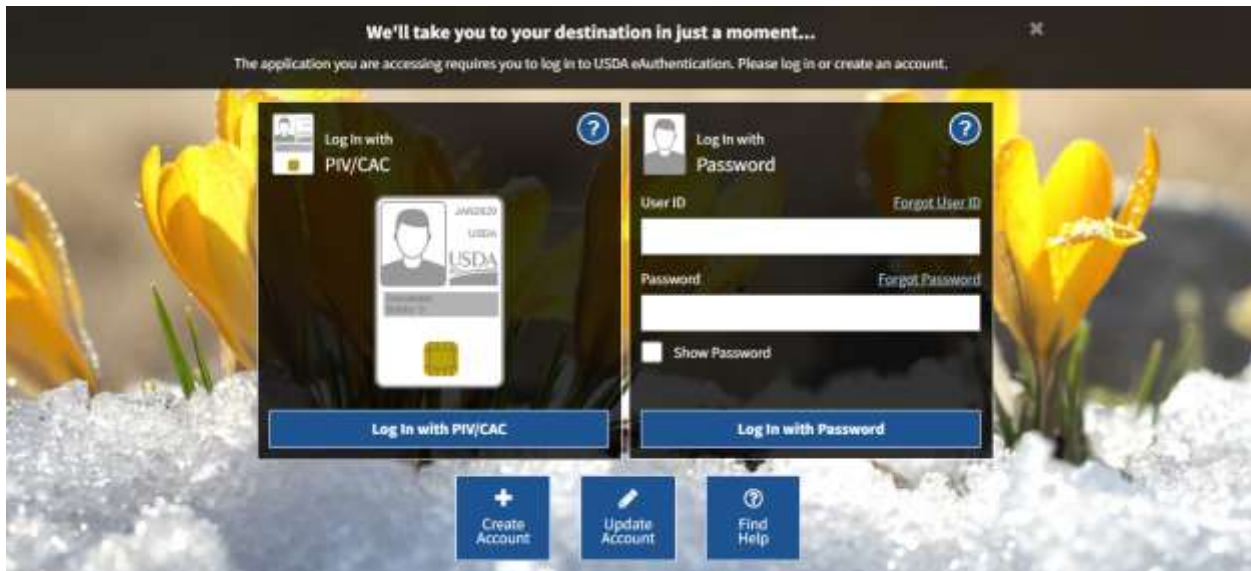 We'll take you to your destination in just a moment...
The application you are accessing requires you to log in to USDA eAuthentication. Please log in or create an account.
Log In with
PIV/CAC
JAN2020
USDA
USDA
Log In with PIV/CAC
Log In with
Password
User ID
Forgot User ID
Password
Forgot Password
Show Password
Log In with Password
Create
Account
Update
Account
Find
Help